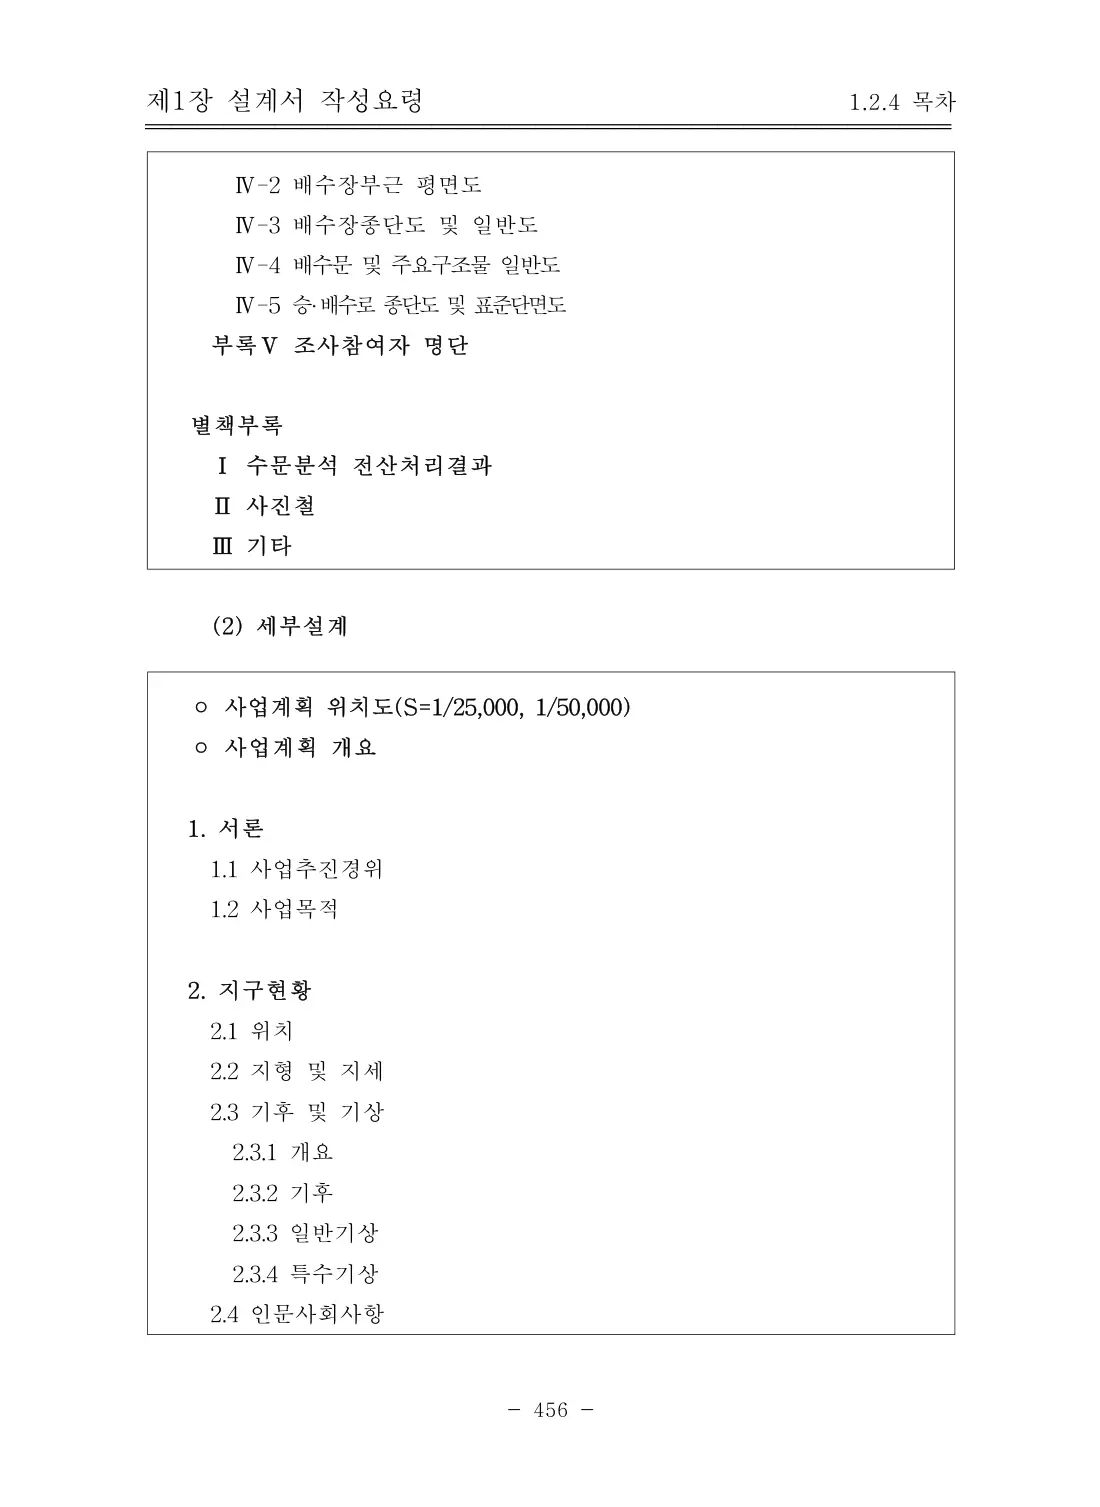 제1장 설계서 작성요령
1.2.4 목차
Ⅳ-2 배수장부근 평면도
Ⅳ-3 배수장종단도 및 일반도
Ⅳ-4 배수문 및 주요구조물 일반도
Ⅳ-5 승·배수로 종단도 및 표준단면도
부록Ⅴ 조사참여자 명단
별책부록
Ⅰ 수문분석 전산처리결과
Ⅱ 사진철
Ⅲ 기타
(2) 세부설계
○ 사업계획 위치도(S=1/25,000, 1/50,000)
○ 사업계획 개요
1. 서론
1.1 사업추진경위
1.2 사업목적
2. 지구현황
2.1 위치
2.2 지형 및 지세
2.3 기후 및 기상
2.3.1 개요
2.3.2 기후
2.3.3 일반기상
2.3.4 특수기상
2.4 인문사회사항
- 456 -